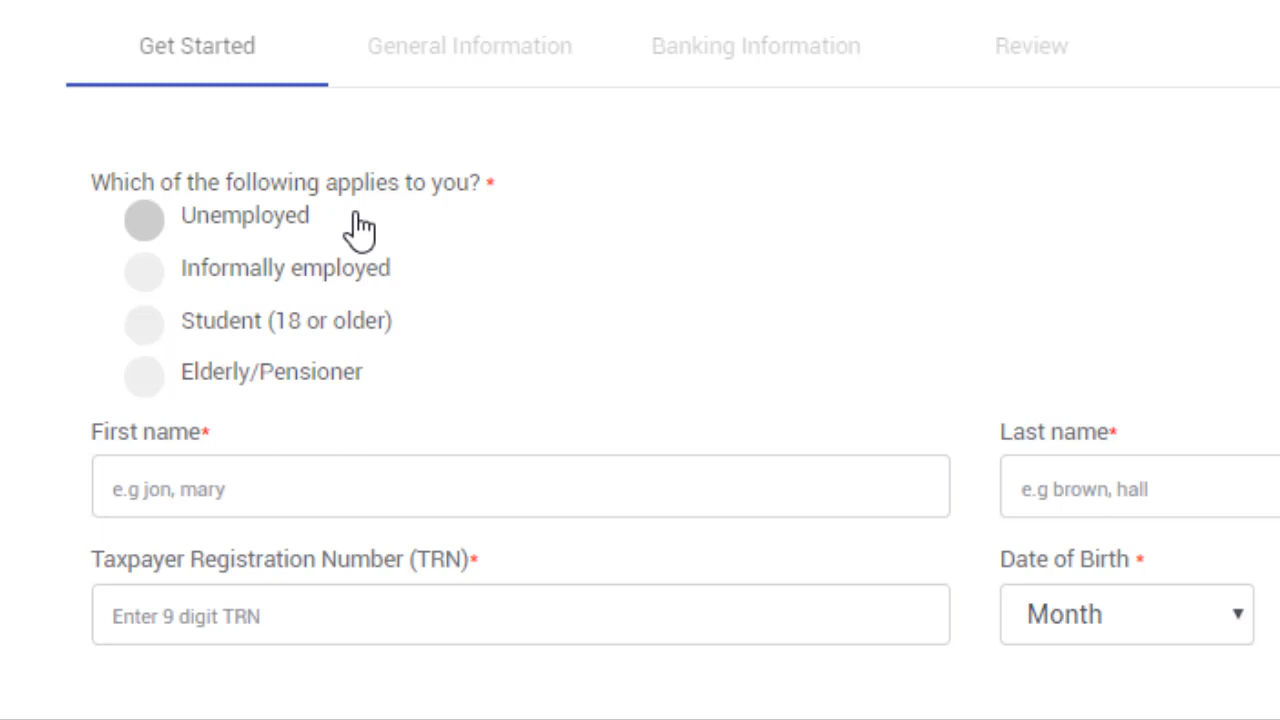 Get Started General Information Banking Information Review
Which of the following applies to you? *
Unemployed
Informally employed
Student (18 or older)
Elderly/Pensioner
First name* Last name*
e.g jon, mary e.g brown, hall
Taxpayer Registration Number (TRN)* Date of Birth *
Enter 9 digit TRN Month